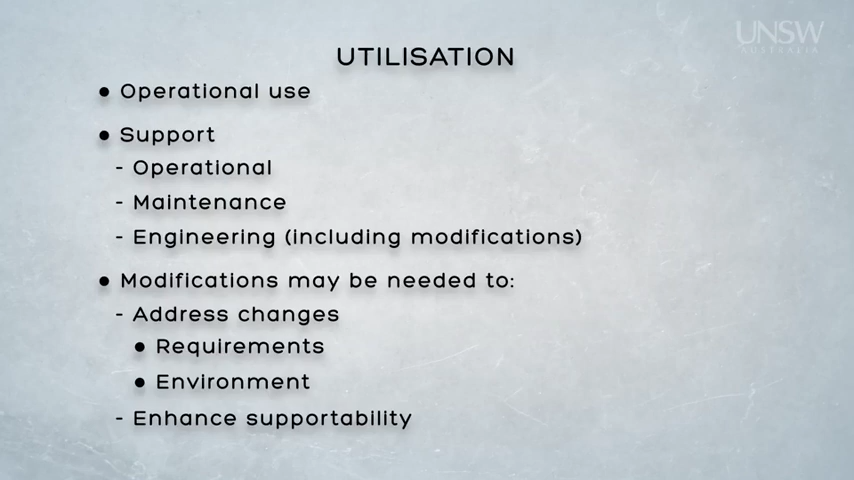 UNSW
AUSTRALIA
UTILISATION
● Operational use
● Support
- Operational
- Maintenance
- Engineering (including modifications)
● Modifications may be needed to:
- Address changes
● Requirements
● Environment
- Enhance supportability